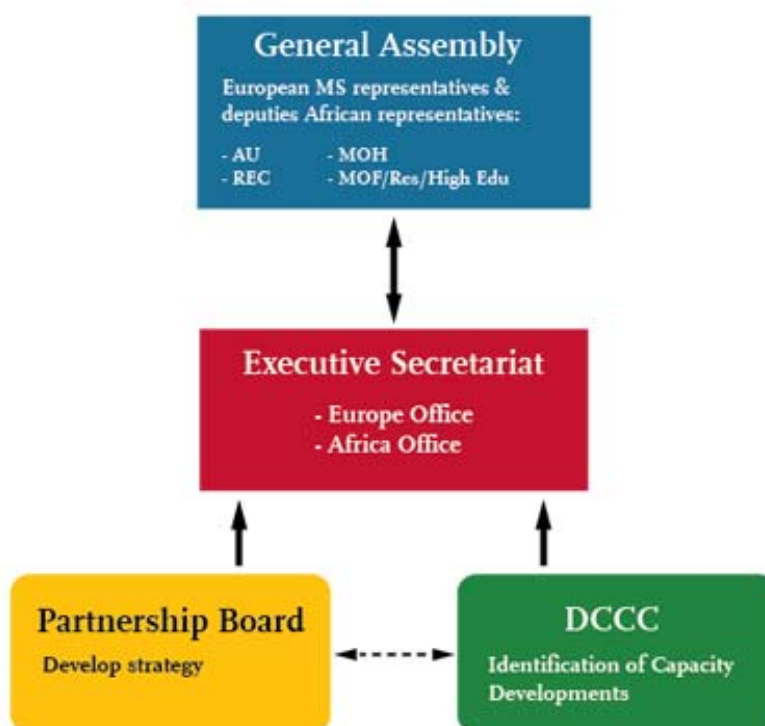 General Assembly
European MS representatives &
deputies African representatives:
- AU - MOH
- REC - MOF/Res/High Edu
Executive Secretariat
- Europe Office
- Africa Office
Partnership Board
Develop strategy
DCCC
Identification of Capacity
Developments